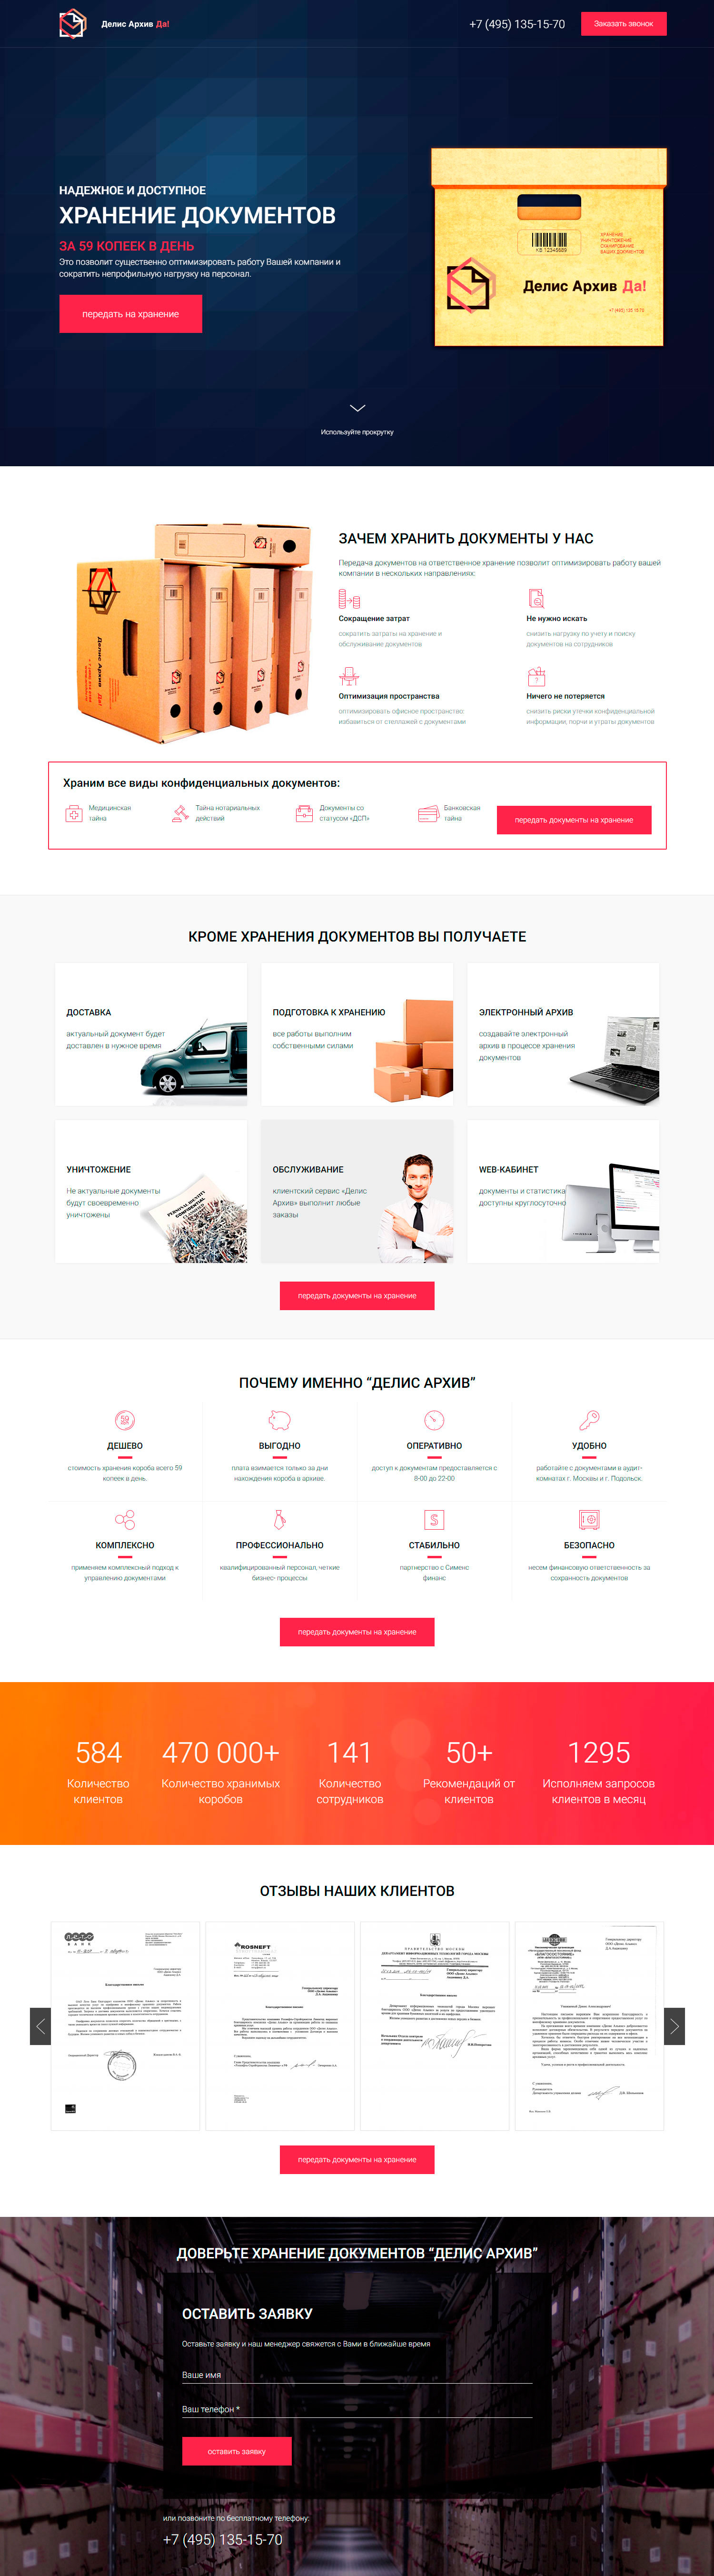 Делис Архив Да!
+7 (495) 135-15-70
Заказать звонок
НАДЕЖНОЕ И ДОСТУПНОЕ
ХРАНЕНИЕ ДОКУМЕНТОВ
ЗА 59 КОПЕЕК В ДЕНЬ
Это позволит существенно оптимизировать работу Вашей компании и
сократить непрофильную нагрузку на персонал.
передать на хранение
ХРАНЕНИЕ
УНИЧТОЖЕНИЕ
СКАНИРОВАНИЕ
ВАШИХ ДОКУМЕНТОВ
Делис Архив Да!
+7 (495) 135 15 70
Используйте прокрутку
Делис Архив Да!
ЗАЧЕМ ХРАНИТЬ ДОКУМЕНТЫ У НАС
Передача документов на ответственное хранение позволит оптимизировать работу вашей
компании в нескольких направлениях:
Сокращение затрат
сократить затраты на хранение и
обслуживание документов
Не нужно искать
снизить нагрузку по учету и поиску
документов на сотрудников
Оптимизация пространства
оптимизировать офисное пространство:
избавиться от стеллажей с документами
Ничего не потеряется
снизить риски утечки конфиденциальной
информации, порчи и утраты документов
Храним все виды конфиденциальных документов:
Медицинская
тайна
Тайна нотариальных
действий
Документы со
статусом «ДСП»
Банковская
тайна
передать документы на хранение
КРОМЕ ХРАНЕНИЯ ДОКУМЕНТОВ ВЫ ПОЛУЧАЕТЕ
ДОСТАВКА
актуальный документ будет
доставлен в нужное время
ПОДГОТОВКА К ХРАНЕНИЮ
все работы выполним
собственными силами
ЭЛЕКТРОННЫЙ АРХИВ
создавайте электронный
архив в процессе хранения
документов
УНИЧТОЖЕНИЕ
Не актуальные документы
будут своевременно
уничтожены
ОБСЛУЖИВАНИЕ
клиентский сервис «Делис
Архив» выполнит любые
заказы
WEB-КАБИНЕТ
документы и статистика
доступны круглосуточно
передать документы на хранение
ПОЧЕМУ ИМЕННО “ДЕЛИС АРХИВ”
59
ДЕШЕВО
стоимость хранения короба всего 59
копеек в день.
ВЫГОДНО
плата взимается только за дни
нахождения короба в архиве.
ОПЕРАТИВНО
доступ к документам предоставляется с
8-00 до 22-00
УДОБНО
работайте с документами в аудит-
комнатах г. Москвы и г. Подольск.
КОМПЛЕКСНО
применяем комплексный подход к
управлению документами
ПРОФЕССИОНАЛЬНО
квалифицированный персонал, четкие
бизнес- процессы
СТАБИЛЬНО
партнерство с Сименс
финанс
БЕЗОПАСНО
несем финансовую ответственность за
сохранность документов
передать документы на хранение
584
Количество
клиентов
470 000+
Количество хранимых
коробов
141
Количество
сотрудников
50+
Рекомендаций от
клиентов
1295
Исполняем запросов
клиентов в месяц
ОТЗЫВЫ НАШИХ КЛИЕНТОВ
ROSNEFT
передать документы на хранение
ДОВЕРЬТЕ ХРАНЕНИЕ ДОКУМЕНТОВ “ДЕЛИС АРХИВ”
ОСТАВИТЬ ЗАЯВКУ
Оставьте заявку и наш менеджер свяжется с Вами в ближайше время
Ваше имя
Ваш телефон *
оставить заявку
или позвоните по бесплатному телефону:
+7 (495) 135-15-70